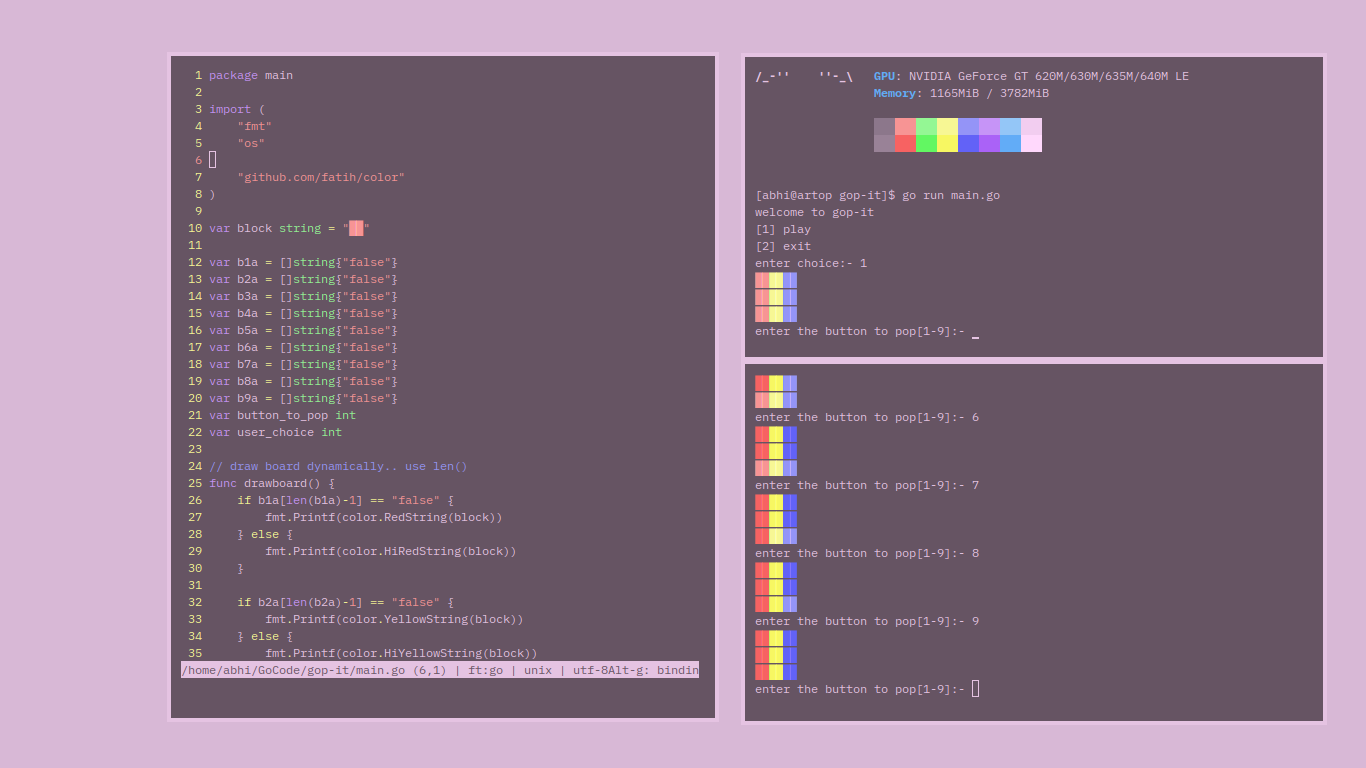 1 package main
2
3 import (
4     "fmt"
5     "os"
6
7     "github.com/fatih/color"
8 )
9
10 var block string = "██"
11
12 var b1a = []string{"false"}
13 var b2a = []string{"false"}
14 var b3a = []string{"false"}
15 var b4a = []string{"false"}
16 var b5a = []string{"false"}
17 var b6a = []string{"false"}
18 var b7a = []string{"false"}
19 var b8a = []string{"false"}
20 var b9a = []string{"false"}
21 var button_to_pop int
22 var user_choice int
23
24 // draw board dynamically.. use len()
25 func drawboard() {
26     if b1a[len(b1a)-1] == "false" {
27         fmt.Printf(color.RedString(block))
28     } else {
29         fmt.Printf(color.HiRedString(block))
30     }
31
32     if b2a[len(b2a)-1] == "false" {
33         fmt.Printf(color.YellowString(block))
34     } else {
35         fmt.Printf(color.HiYellowString(block))
/home/abhi/GoCode/gop-it/main.go (6,1) | ft:go | unix | utf-8Alt-g: bindin
/_-''    ''-_\   GPU: NVIDIA GeForce GT 620M/630M/635M/640M LE
Memory: 1165MiB / 3782MiB
[abhi@artop gop-it]$ go run main.go
welcome to gop-it
[1] play
[2] exit
enter choice:- 1
enter the button to pop[1-9]:- _
enter the button to pop[1-9]:- 6
enter the button to pop[1-9]:- 7
enter the button to pop[1-9]:- 8
enter the button to pop[1-9]:- 9
enter the button to pop[1-9]:-